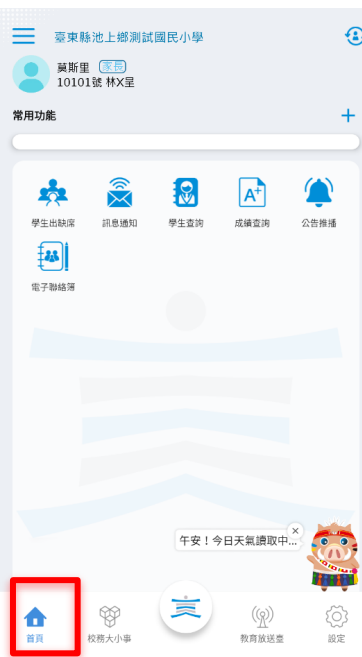 臺東縣池上鄉測試國民小學
莫斯里 家長
10101號 林X呈
常用功能
學生出缺席 訊息通知 學生查詢 成績查詢 公告推播
A+
電子聯絡簿
午安！今日天氣讀取中...
首頁 校務大小事 教育放送臺 設定